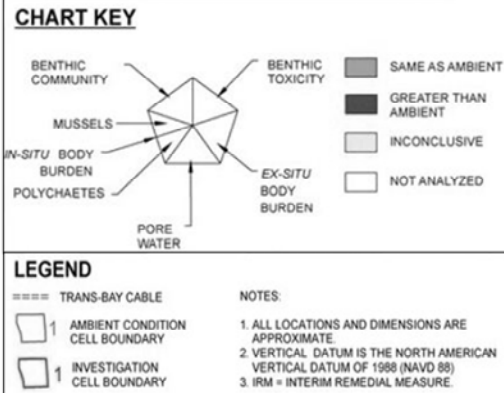 CHART KEY
BENTHIC
COMMUNITY
BENTHIC
TOXICITY
MUSSELS
IN-SITU BODY
BURDEN
POLYCHAETES
EX-SITU
BODY
BURDEN
PORE
WATER
SAME AS AMBIENT
GREATER THAN
AMBIENT
INCONCLUSIVE
NOT ANALYZED
LEGEND
TRANS-BAY CABLE
1 AMBIENT CONDITION
CELL BOUNDARY
1 INVESTIGATION
CELL BOUNDARY
NOTES:
1. ALL LOCATIONS AND DIMENSIONS ARE
APPROXIMATE.
2. VERTICAL DATUM IS THE NORTH AMERICAN
VERTICAL DATUM OF 1988 (NAVD 88)
3. IRM = INTERIM REMEDIAL MEASURE.